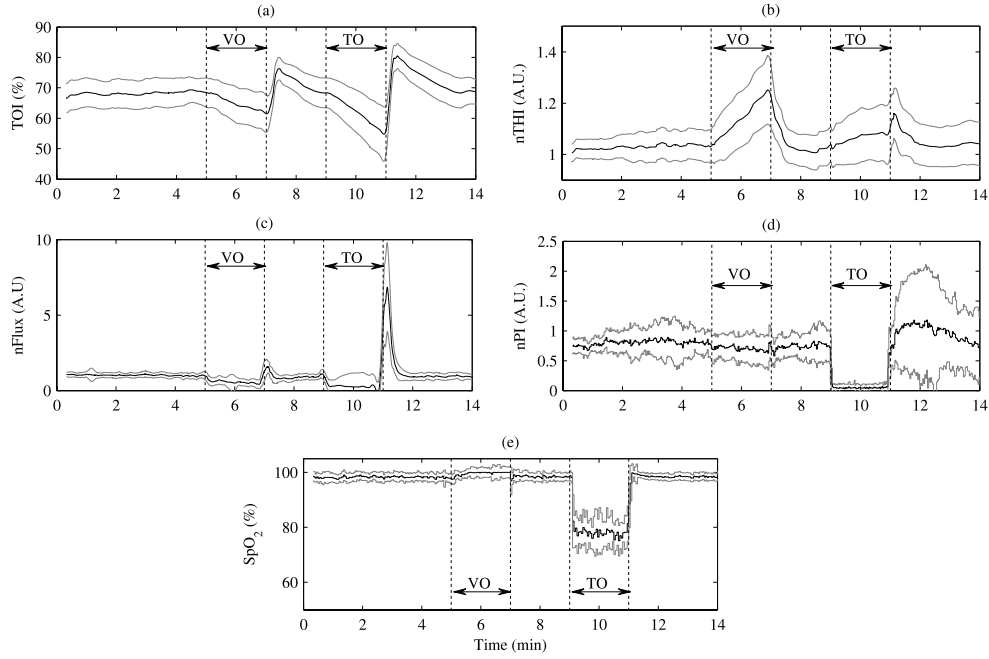 (a)
TOI (%)
90
80
70
60
50
40
VO
TO
0 2 4 6 8 10 12 14
(b)
nTHI (A.U.)
1.4
1.2
1
VO
TO
0 2 4 6 8 10 12 14
(c)
nFlux (A.U)
10
5
0
VO
TO
0 2 4 6 8 10 12 14
(d)
nPI (A.U.)
2.5
2
1.5
1
0.5
0
VO
TO
0 2 4 6 8 10 12 14
(e)
SpO₂ (%)
100
80
60
VO
TO
0 2 4 6 8 10 12 14
Time (min)